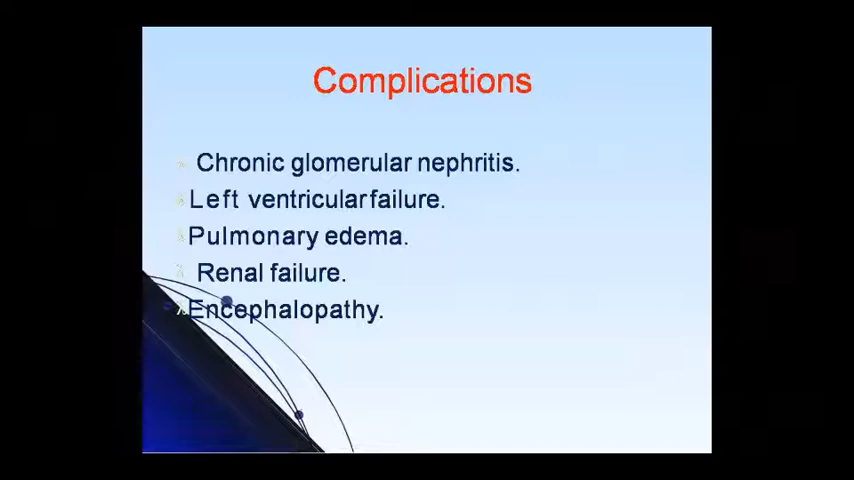 Complications
Chronic glomerular nephritis.
Left ventricular failure.
Pulmonary edema.
Renal failure.
Encephalopathy.